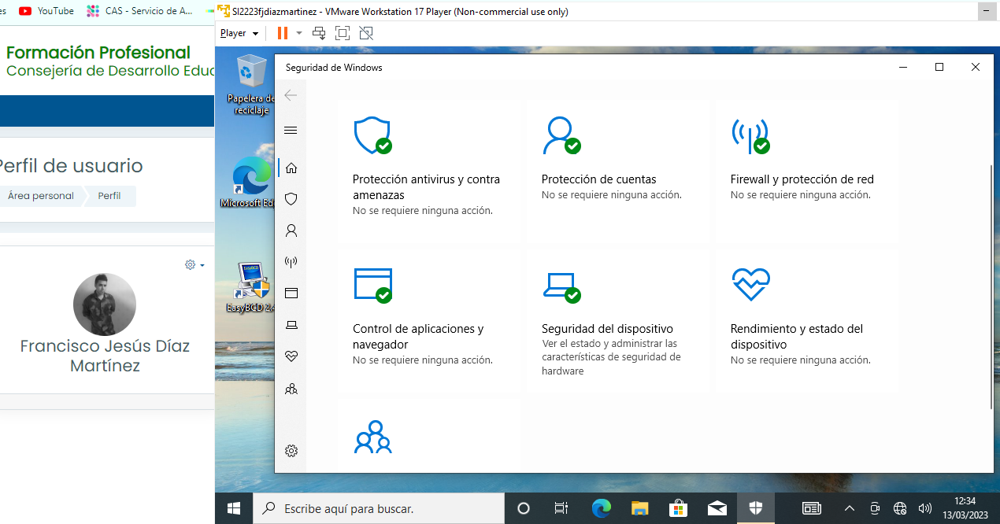 es
YouTube
CAS - Servicio de A...
SI2223fjdiazmartinez - VMware Workstation 17 Player (Non-commercial use only)
Player
Formación Profesional
Consejería de Desarrollo Educ
Perfil de usuario
Área personal
Perfil
Francisco Jesús Díaz
Martínez
Papelera de
reciclaje
Microsoft Ed
EasyBCD
EasyBCD 2.4
Seguridad de Windows
Protección antivirus y contra
amenazas
No se requiere ninguna acción.
Protección de cuentas
No se requiere ninguna acción.
Firewall y protección de red
No se requiere ninguna acción.
Control de aplicaciones y
navegador
No se requiere ninguna acción.
Seguridad del dispositivo
Ver el estado y administrar las
características de seguridad de
hardware
Rendimiento y estado del
dispositivo
No se requiere ninguna acción.
Escribe aquí para buscar.
12:34
13/03/2023